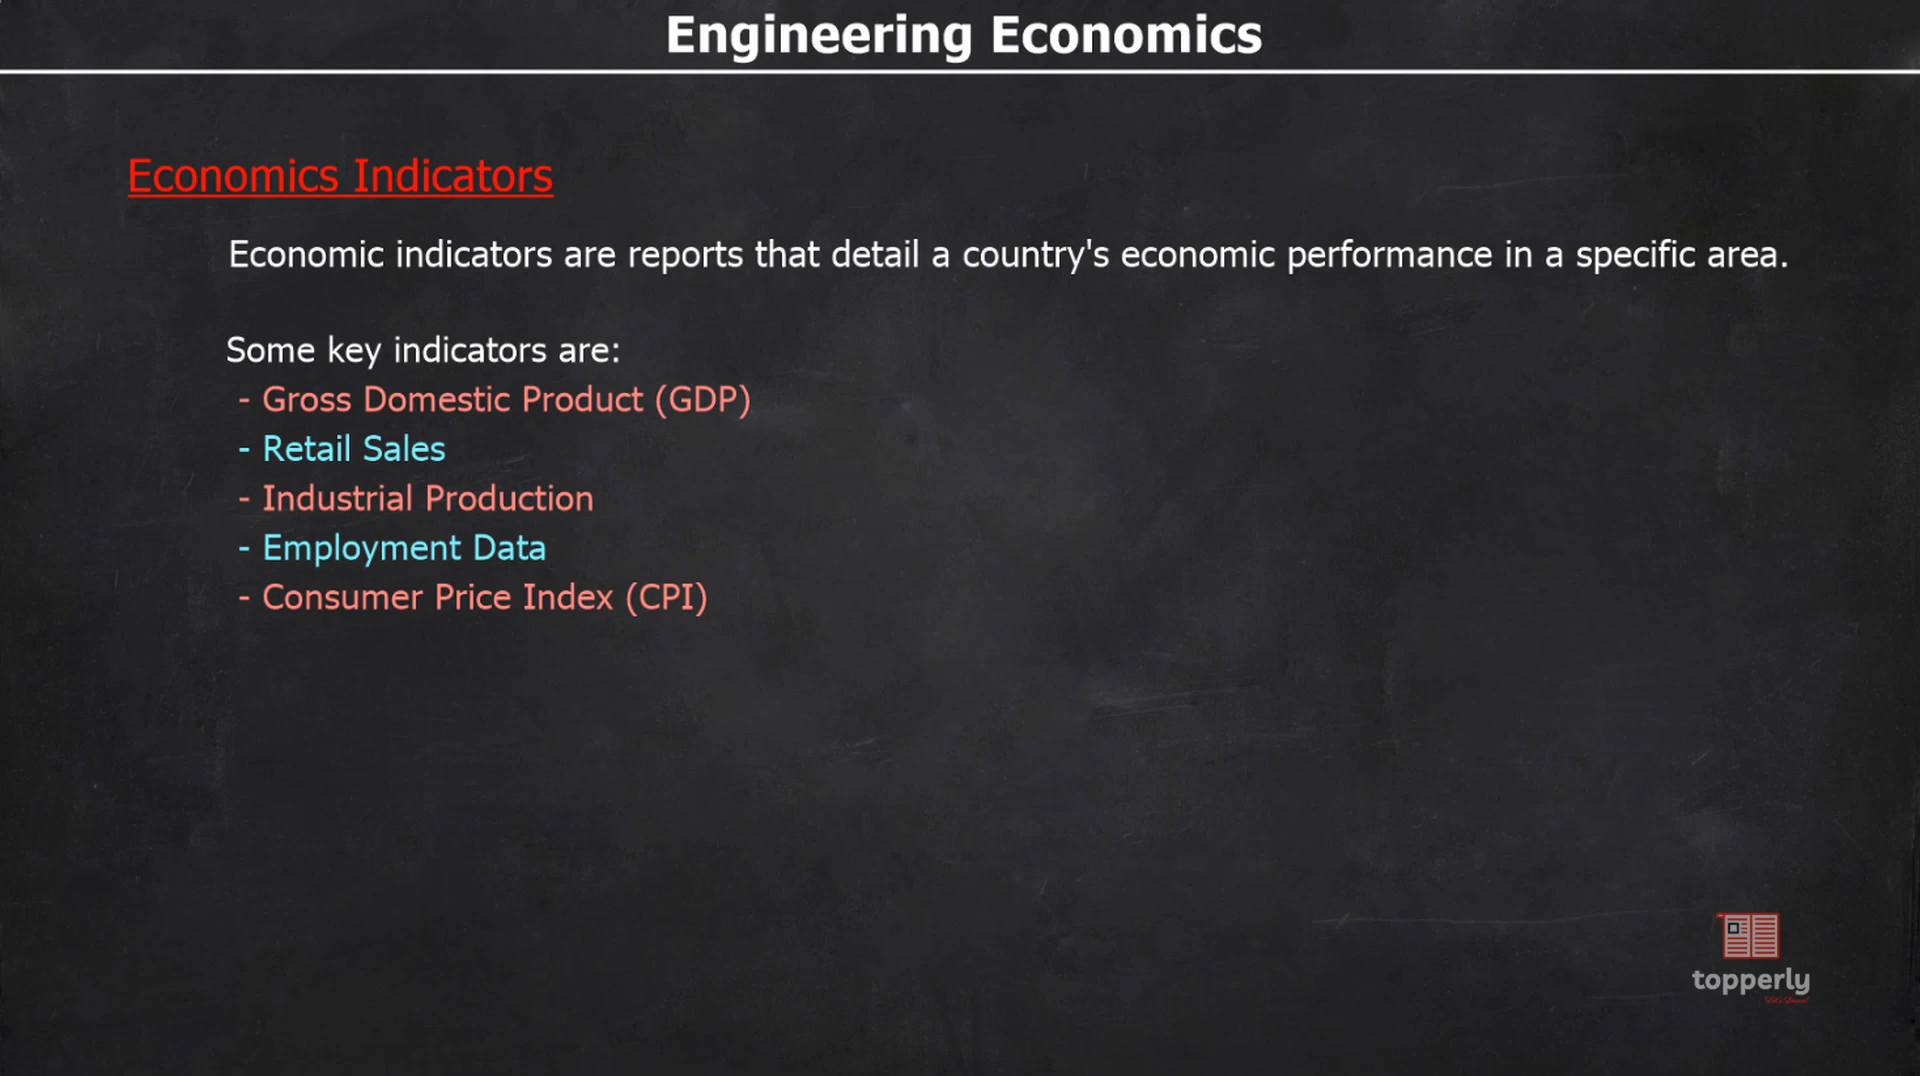 Engineering Economics
Economics Indicators
Economic indicators are reports that detail a country's economic performance in a specific area.
Some key indicators are:
- Gross Domestic Product (GDP)
- Retail Sales
- Industrial Production
- Employment Data
- Consumer Price Index (CPI)
topperly